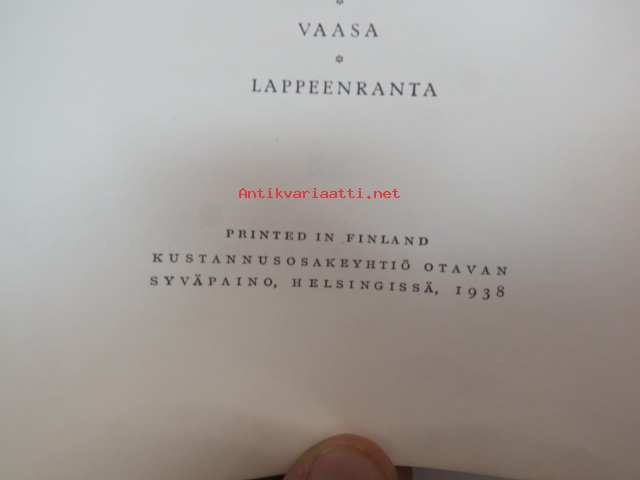 VAASA
LAPPEENRANTA
Antikvariaatti.net
PRINTED IN FINLAND
KUSTANNUSOSAKEYHTIÖ OTAVAN
SYVÄPAINO, HELSINGISSÄ, 1938